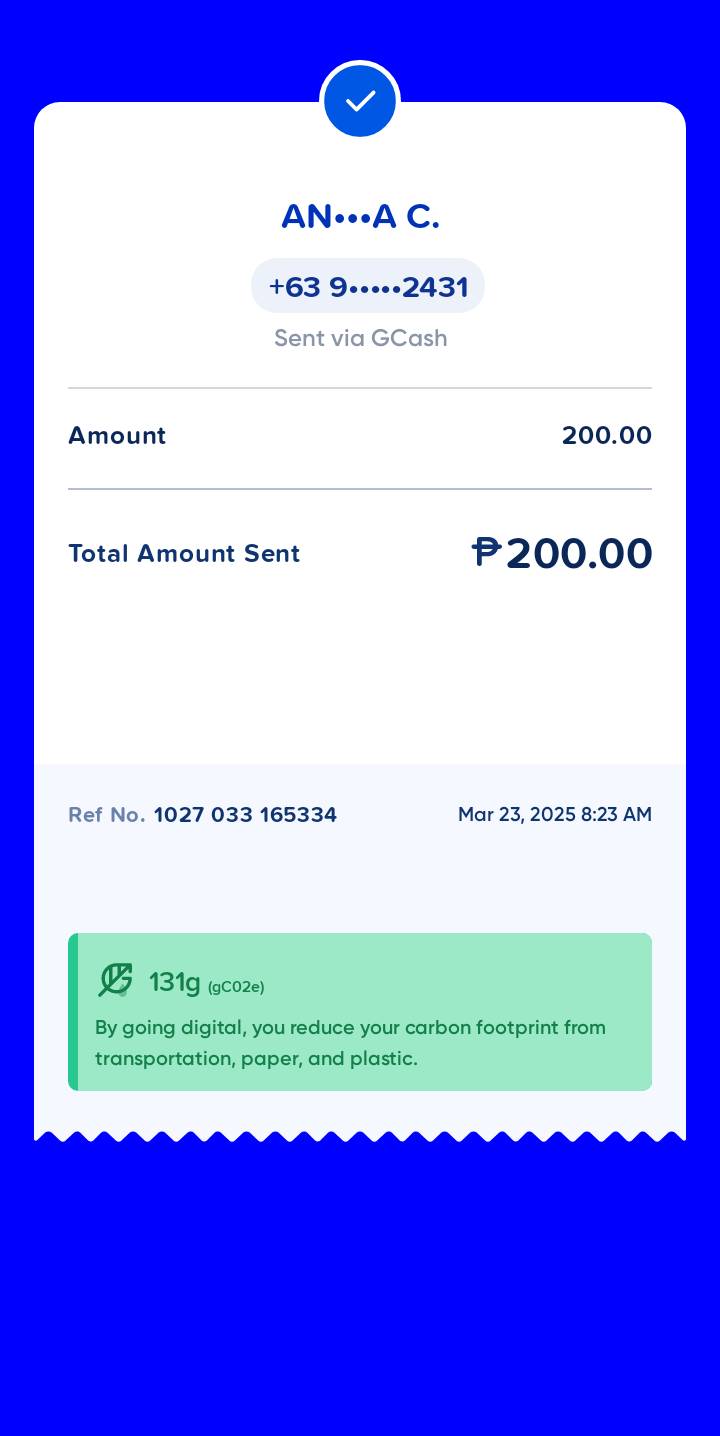 AN•••A C.
+63 9•••••2431
Sent via GCash
Amount 200.00
Total Amount Sent ₱200.00
Ref No. 1027 033 165334 Mar 23, 2025 8:23 AM
131g (gC02e)
By going digital, you reduce your carbon footprint from
transportation, paper, and plastic.